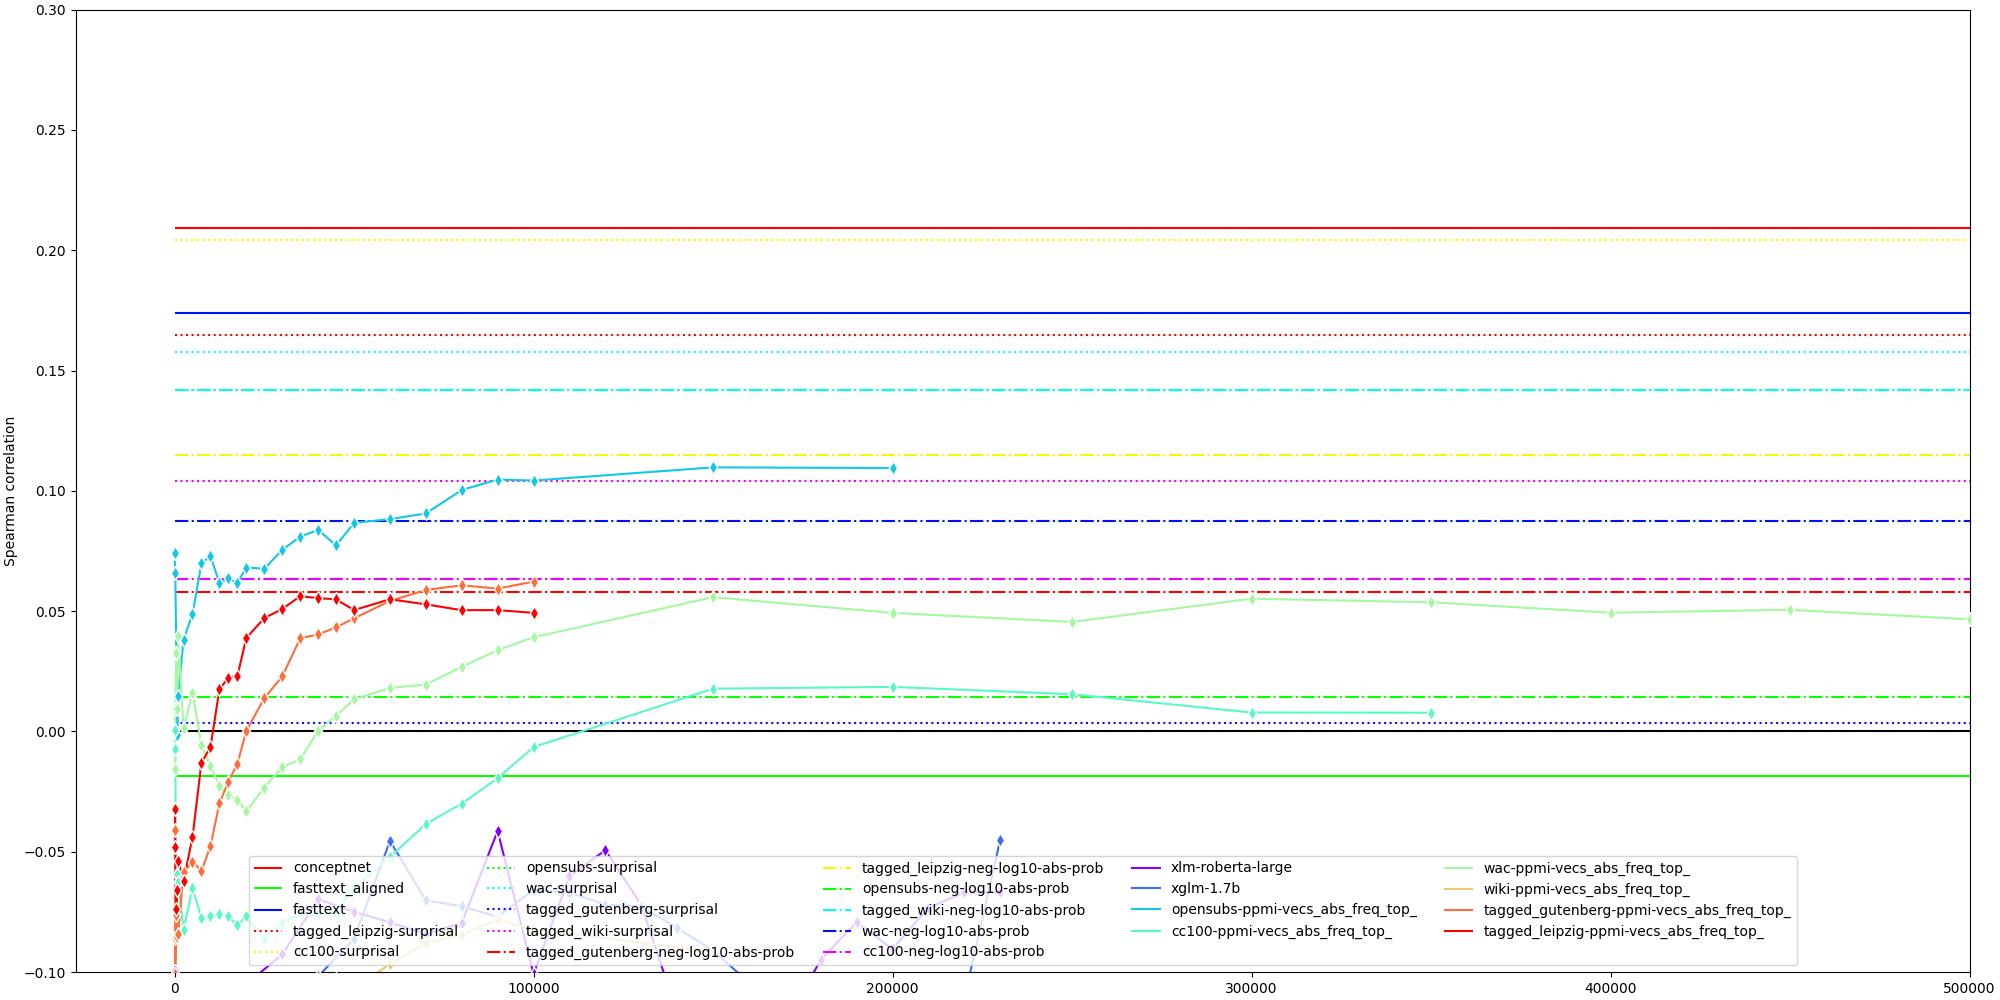 0.30
0.25
0.20
0.15
0.10
0.05
0.00
−0.05
−0.10
Spearman correlation
conceptnet
fasttext_aligned
fasttext
tagged_leipzig-surprisal
cc100-surprisal
opensubs-surprisal
wac-surprisal
tagged_gutenberg-surprisal
tagged_wiki-surprisal
tagged_gutenberg-neg-log10-abs-prob
tagged_leipzig-neg-log10-abs-prob
opensubs-neg-log10-abs-prob
tagged_wiki-neg-log10-abs-prob
wac-neg-log10-abs-prob
cc100-neg-log10-abs-prob
xlm-roberta-large
xglm-1.7b
opensubs-ppmi-vecs_abs_freq_top_
cc100-ppmi-vecs_abs_freq_top_
wac-ppmi-vecs_abs_freq_top_
wiki-ppmi-vecs_abs_freq_top_
tagged_gutenberg-ppmi-vecs_abs_freq_top_
tagged_leipzig-ppmi-vecs_abs_freq_top_
0 100000 200000 300000 400000 500000